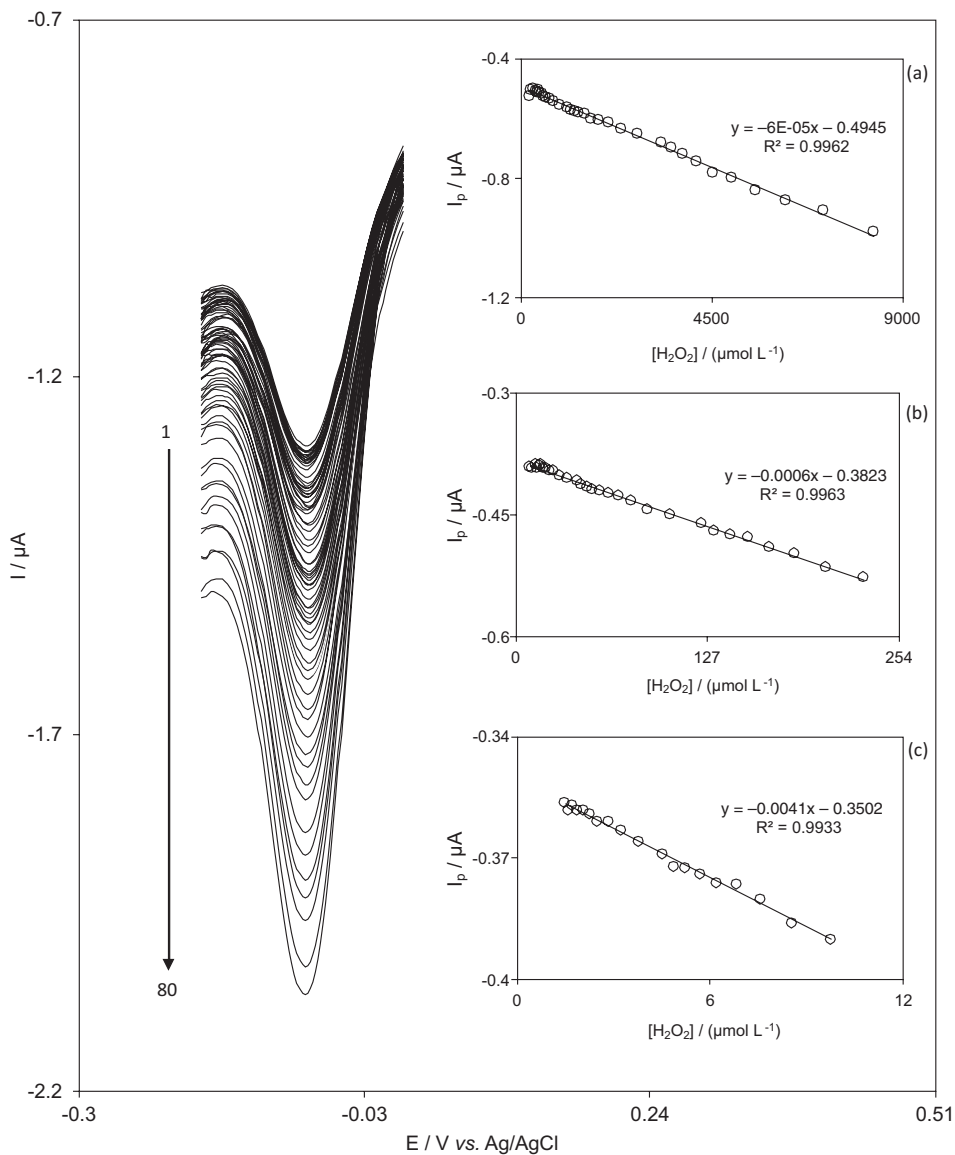 -0.7
-1.2
-1.7
-2.2
I / µA
-0.3
-0.03
0.24
0.51
E / V vs. Ag/AgCl
1
80
(a)
-0.4
-0.8
-1.2
Iₚ / µA
y = –6E-05x – 0.4945
R² = 0.9962
0
4500
9000
[H₂O₂] / (µmol L⁻¹)
(b)
-0.3
-0.45
-0.6
Iₚ / µA
y = –0.0006x – 0.3823
R² = 0.9963
0
127
254
[H₂O₂] / (µmol L⁻¹)
(c)
-0.34
-0.37
-0.4
Iₚ / µA
y = –0.0041x – 0.3502
R² = 0.9933
0
6
12
[H₂O₂] / (µmol L⁻¹)